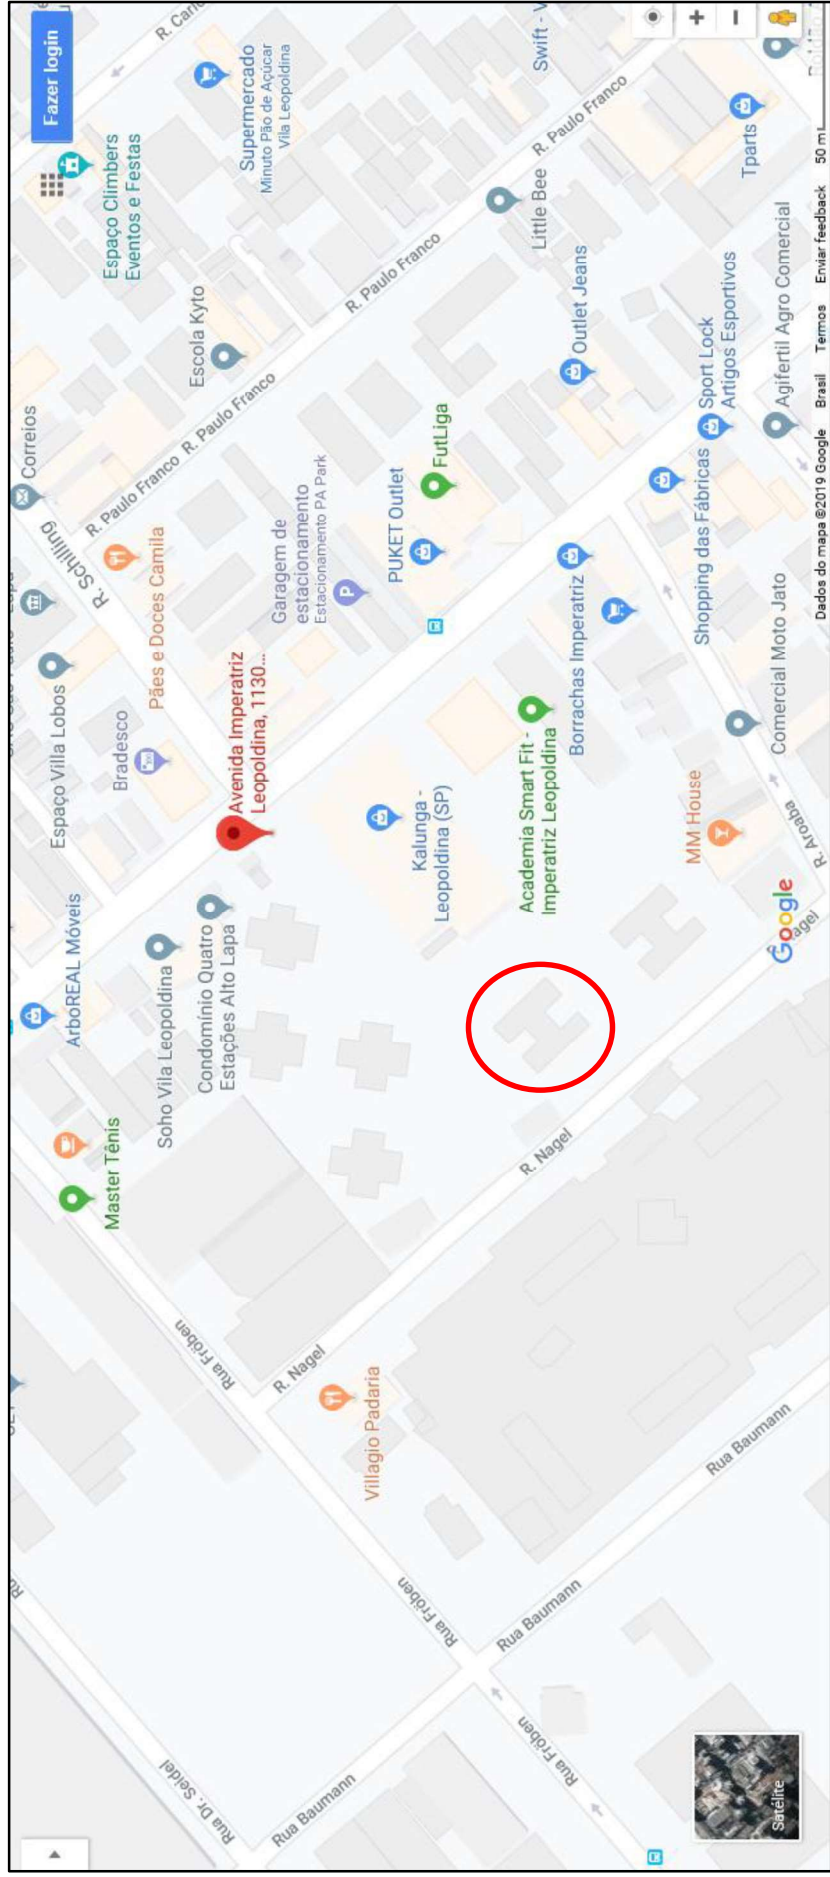 Fazer login
R. Carl
Supermercado
Minuto Pão de Açúcar
Vila Leopoldina
Swift - V
Espaço Climbers
Eventos e Festas
R. Paulo Franco
Tparts
Little Bee
R. Paulo Franco
Escola Kyto
Outlet Jeans
Sport Lock
Artigos Esportivos
Agifertil Agro Comercial
Correios
R. Paulo Franco
R. Paulo Franco
FutLiga
R. Schilling
Garagem de
estacionamento
Estacionamento PA Park
PUKET Outlet
Shopping das Fábricas
Pães e Doces Camila
Espaço Villa Lobos
Bradesco
Avenida Imperatriz
Leopoldina, 1130...
Borrachas Imperatriz
Comercial Moto Jato
Kalunga -
Leopoldina (SP)
Academia Smart Fit -
Imperatriz Leopoldina
MM House
R. Aroaba
ArboREAL Móveis
Soho Vila Leopoldina
Condomínio Quatro
Estações Alto Lapa
Google
agel
Master Tênis
R. Nagel
Rua Fröben
R. Nagel
Villagio Padaria
Rua Baumann
Rua Fröben
Rua Baumann
Rua Dr. Seidel
Rua Baumann
Rua Fröben
Satélite
Dados do mapa ©2019 Google Brasil Termos Enviar feedback 50 m